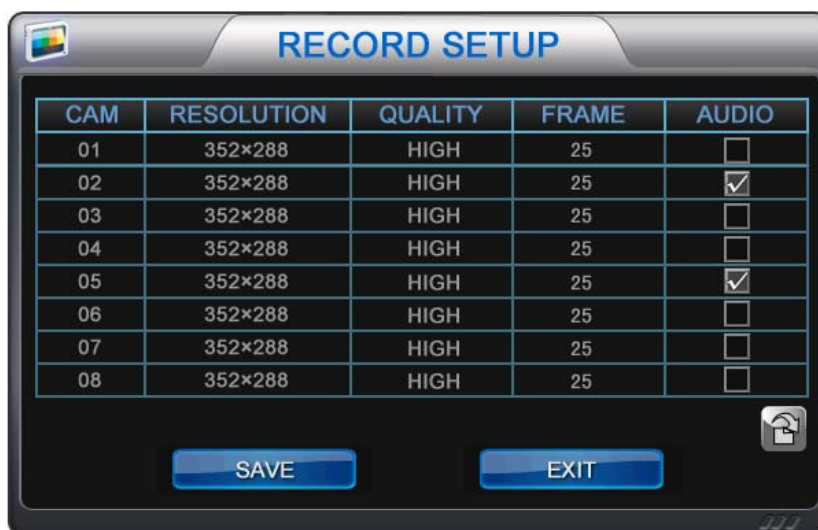 RECORD SETUP
CAM RESOLUTION QUALITY FRAME AUDIO
01 352×288 HIGH 25
02 352×288 HIGH 25
03 352×288 HIGH 25
04 352×288 HIGH 25
05 352×288 HIGH 25
06 352×288 HIGH 25
07 352×288 HIGH 25
08 352×288 HIGH 25
SAVE EXIT